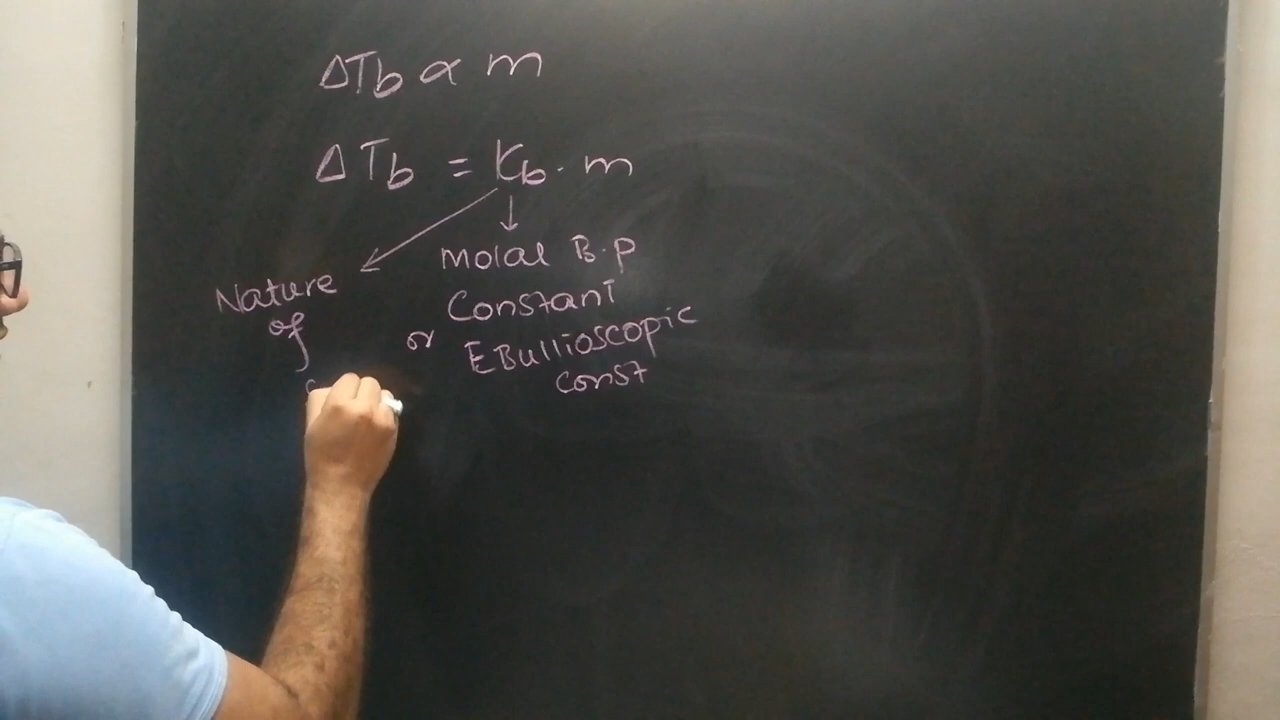 ΔTb ∝ m
ΔTb = Kb · m
Nature
of
Molal B.p
Constant
or EBullioscopic
const